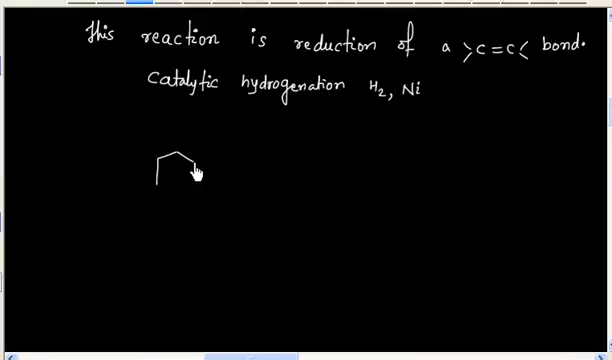 This reaction is reduction of a >C=C< bond.
Catalytic hydrogenation H₂, Ni